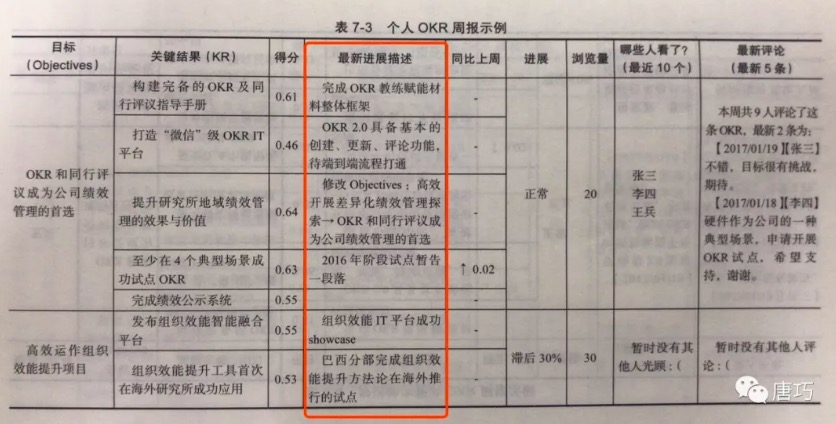 表 7-3 个人 OKR 周报示例
目标
(Objectives)
关键结果（KR）
得分
最新进展描述
同比上周
进展
浏览量
哪些人看了？
（最近 10 个）
最新评论
（最新 5 条）
OKR 和同行评
议成为公司绩效
管理的首选
构建完备的 OKR 及同
行评议指导手册
0.61
完成 OKR 教练赋能材
料整体框架
-
打造“微信”级 OKR IT
平台
0.46
OKR 2.0 具备基本的
创建、更新、评论功能，
待端到端流程打通
-
提升研究所地域绩效管
理的效果与价值
0.64
修改 Objectives：高效
开展差异化绩效管理探
索→ OKR 和同行评议成
为公司绩效管理的首选
-
至少在 4 个典型场景成
功试点 OKR
0.63
2016 年阶段试点暂告
一段落
↑ 0.02
完成绩效公示系统
0.55
-
正常
20
张三
李四
王兵
本周共 9 人评论了这
条 OKR，最新 2 条为：
【2017/01/19】【张三】
不错，目标很有挑战，
期待。
【2017/01/18】【李四】
硬件作为公司的一种
典型场景，申请开展
OKR 试点，希望支
持，谢谢。
高效运作组织
效能提升项目
发布组织效能智能融合
平台
0.55
组织效能 IT 平台成功
showcase
-
组织效能提升工具首次
在海外研究所成功应用
0.53
巴西分部完成组织效
能提升方法论在海外推
行的试点
-
滞后 30%
30
暂时没有其
他人光顾：(
暂时没有其他人评
论：(
唐巧